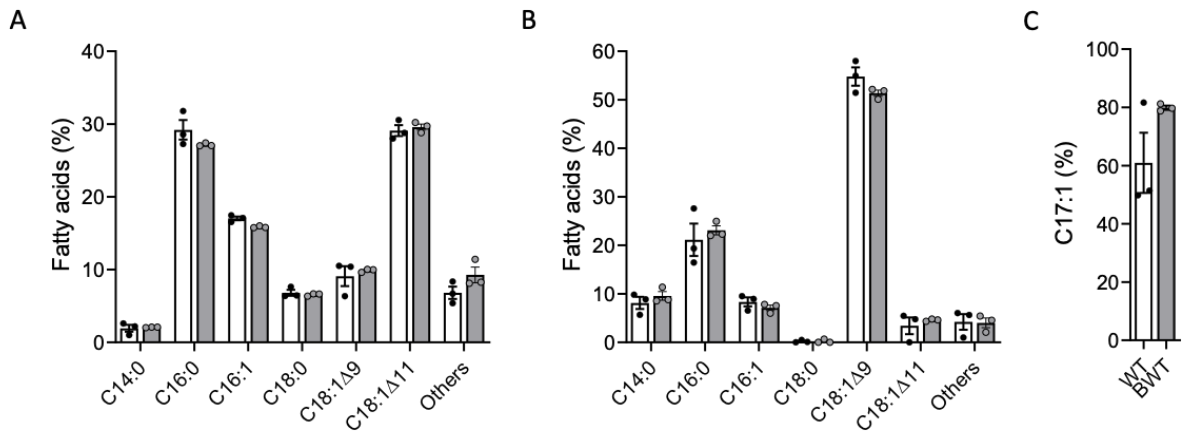 A
Fatty acids (%)
40
30
20
10
0
C14:0
C16:0
C16:1
C18:0
C18:1Δ9
C18:1Δ11
Others
B
Fatty acids (%)
60
50
40
30
20
10
0
C14:0
C16:0
C16:1
C18:0
C18:1Δ9
C18:1Δ11
Others
C
C17:1 (%)
100
80
60
40
20
0
WT
BWT